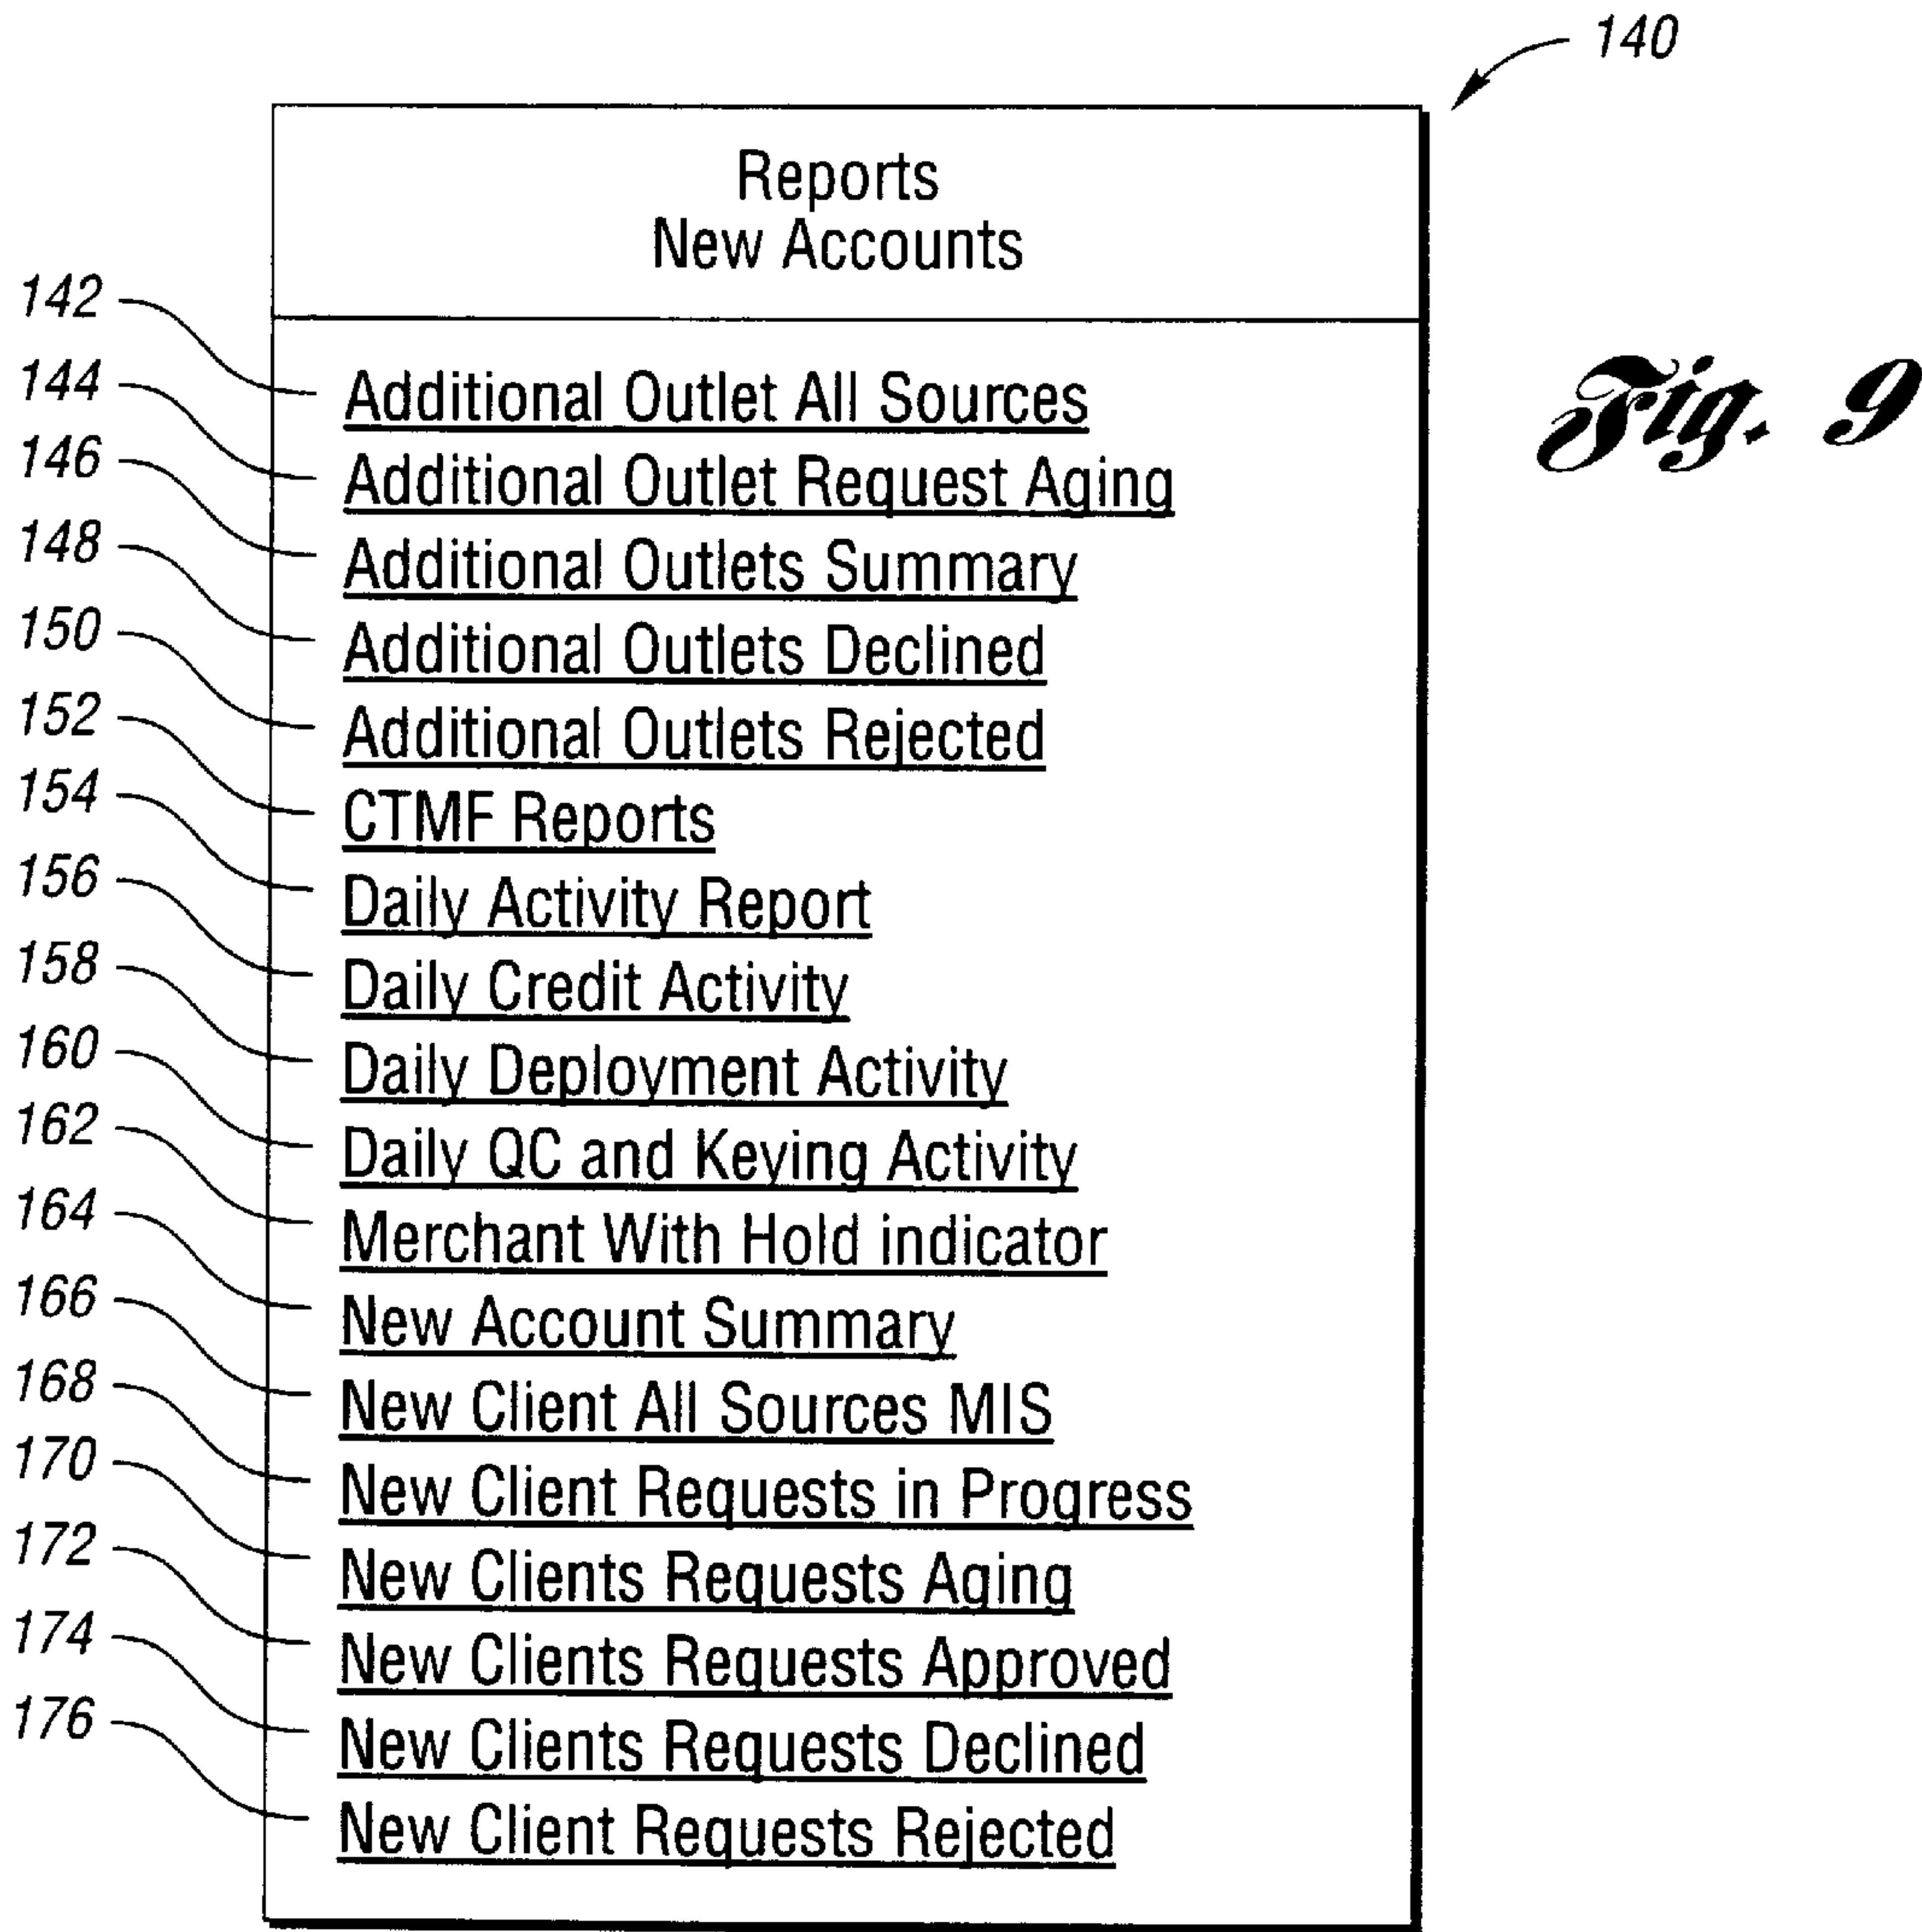 140
Reports
New Accounts
Fig. 9
142 Additional Outlet All Sources
144 Additional Outlet Request Aging
146 Additional Outlets Summary
148 Additional Outlets Declined
150 Additional Outlets Rejected
152 CTMF Reports
154 Daily Activity Report
156 Daily Credit Activity
158 Daily Deployment Activity
160 Daily QC and Keying Activity
162 Merchant With Hold indicator
164 New Account Summary
166 New Client All Sources MIS
168 New Client Requests in Progress
170 New Clients Requests Aging
172 New Clients Requests Approved
174 New Clients Requests Declined
176 New Client Requests Rejected